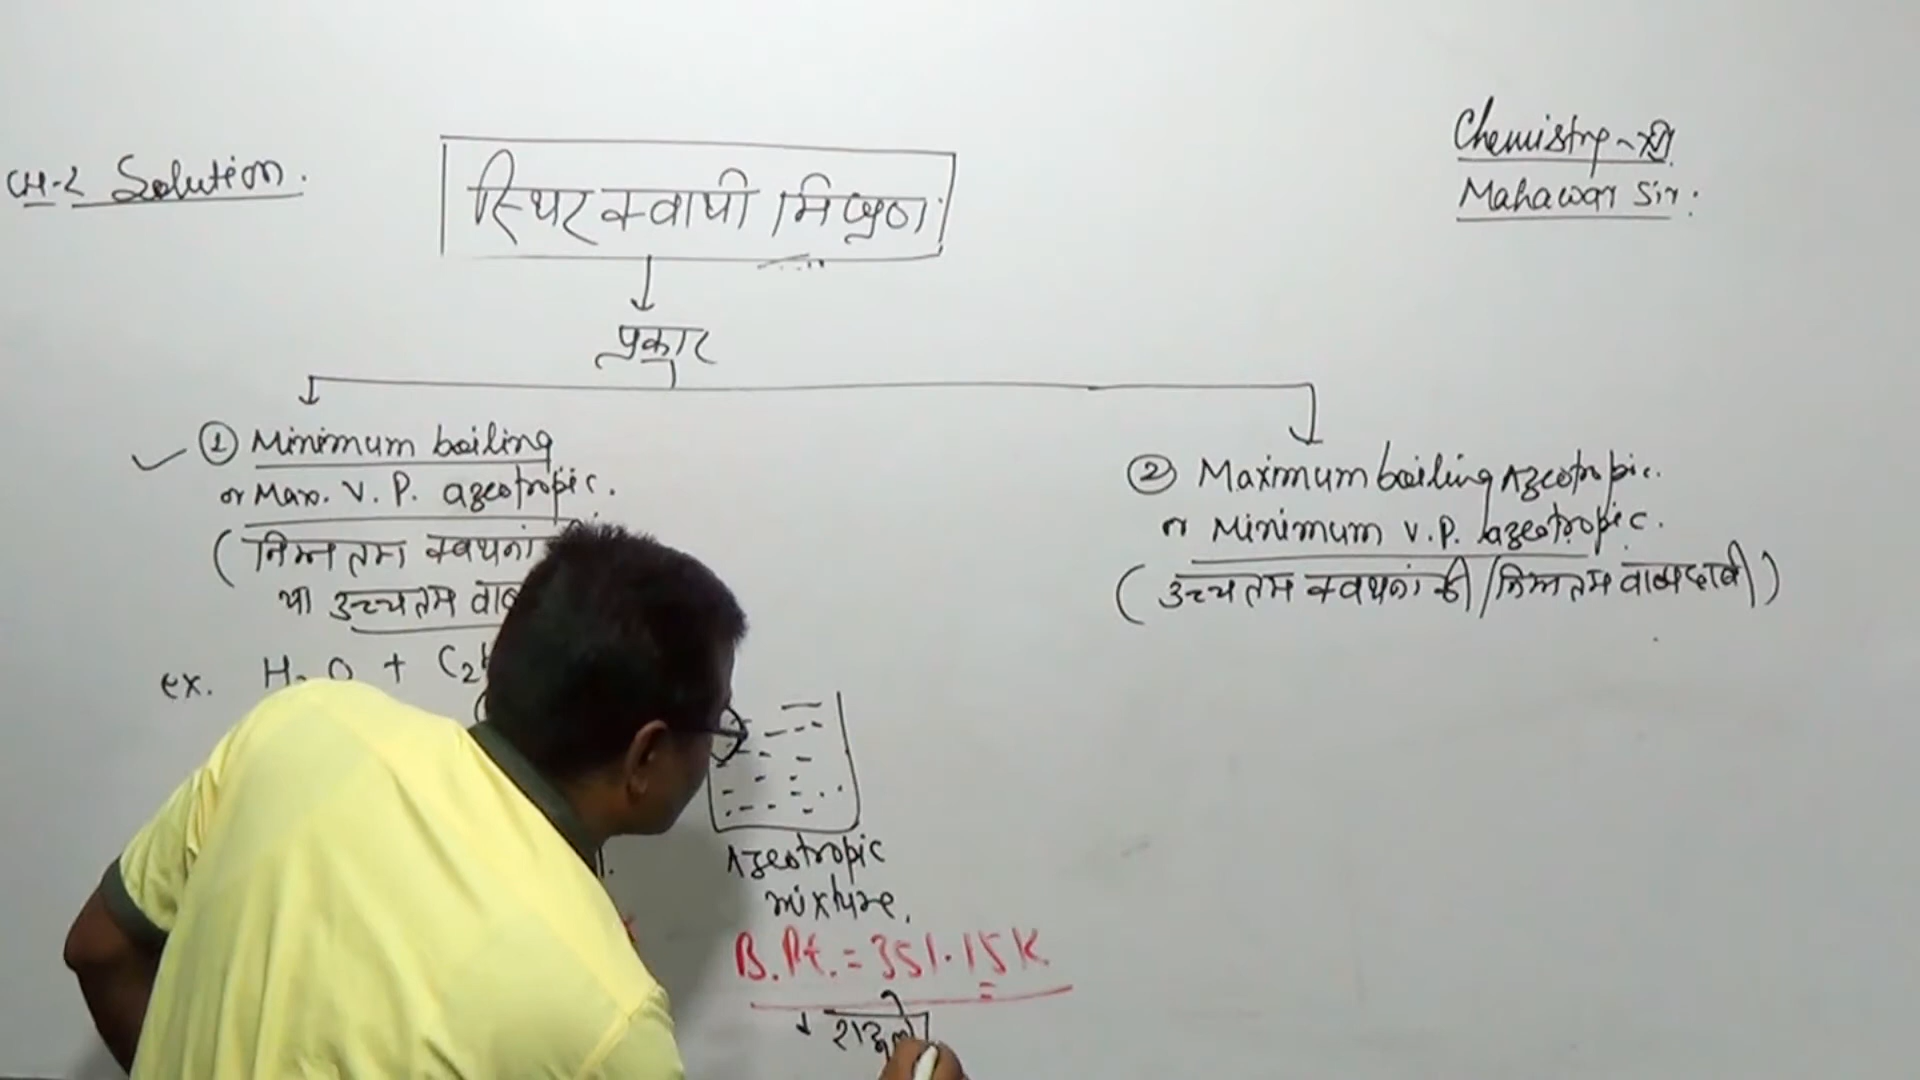 CH-2 Solution.
स्थिर क्वाथी मिश्रण
Chemistry - XII
Mahawar Sir.
प्रकार
① Minimum boiling
or Max. V. P. azeotropic.
(निम्नतम क्वथनां
या उच्चतम वा
ex. H2O + C2
Azeotropic
mixture.
B. Pt. = 351.15 K
② Maximum boiling Azeotropic.
or Minimum V.P. azeotropic.
(उच्चतम क्वथनांकी / निम्नतम वाष्पदाबी)